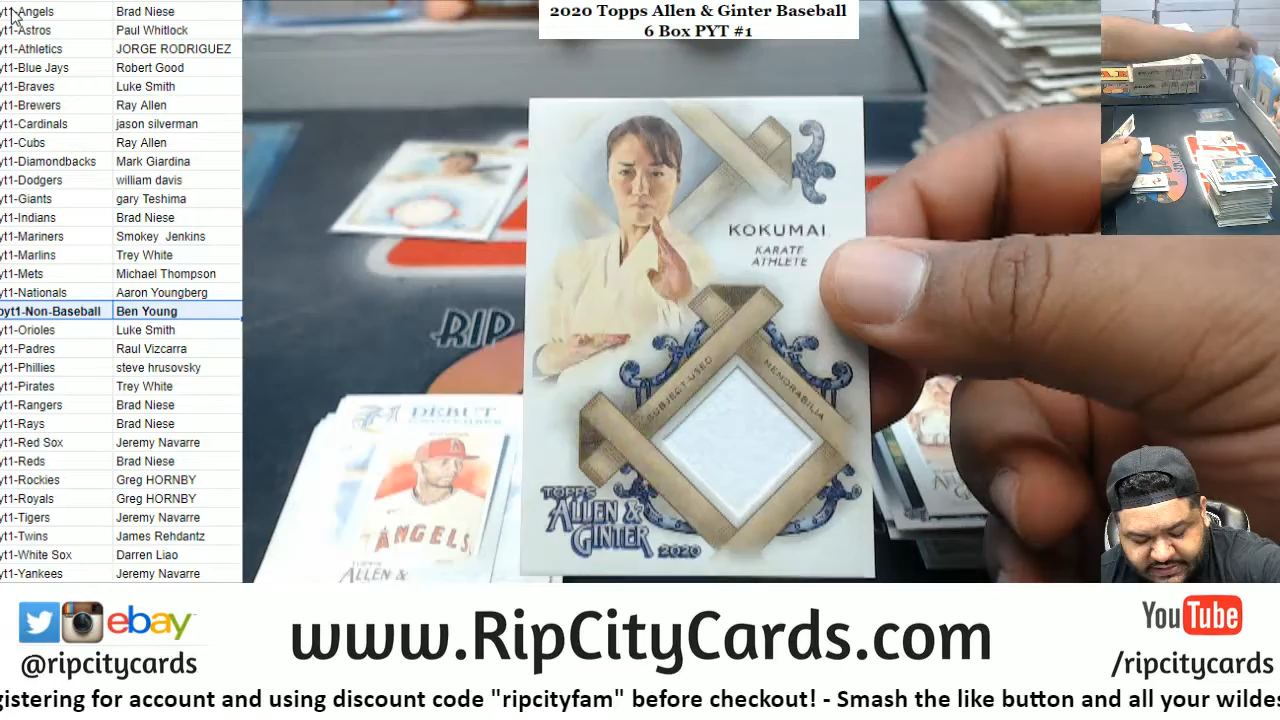 yt1-Angels Brad Niese
yt1-Astros Paul Whitlock
yt1-Athletics JORGE RODRIGUEZ
yt1-Blue Jays Robert Good
yt1-Braves Luke Smith
yt1-Brewers Ray Allen
yt1-Cardinals jason silverman
yt1-Cubs Ray Allen
yt1-Diamondbacks Mark Giardina
yt1-Dodgers william davis
yt1-Giants gary Teshima
yt1-Indians Brad Niese
yt1-Mariners Smokey Jenkins
yt1-Marlins Trey White
yt1-Mets Michael Thompson
yt1-Nationals Aaron Youngberg
pyt1-Non-Baseball Ben Young
yt1-Orioles Luke Smith
yt1-Padres Raul Vizcarra
yt1-Phillies steve hrusovsky
yt1-Pirates Trey White
yt1-Rangers Brad Niese
yt1-Rays Brad Niese
yt1-Red Sox Jeremy Navarre
yt1-Reds Brad Niese
yt1-Rockies Greg HORNBY
yt1-Royals Greg HORNBY
yt1-Tigers Jeremy Navarre
yt1-Twins James Rehdantz
yt1-White Sox Darren Liao
yt1-Yankees Jeremy Navarre
2020 Topps Allen & Ginter Baseball
6 Box PYT #1
KOKUMAI
KARATE
ATHLETE
SUBJECT-USED MEMORABILIA
TOPPS
ALLEN &
GINTER 2020
RIP
DEBUT
ANGELS
TOPPS
ALLEN &
ebay
@ripcitycards
www.RipCityCards.com
YouTube
/ripcitycards
gistering for account and using discount code "ripcityfam" before checkout! - Smash the like button and all your wildes